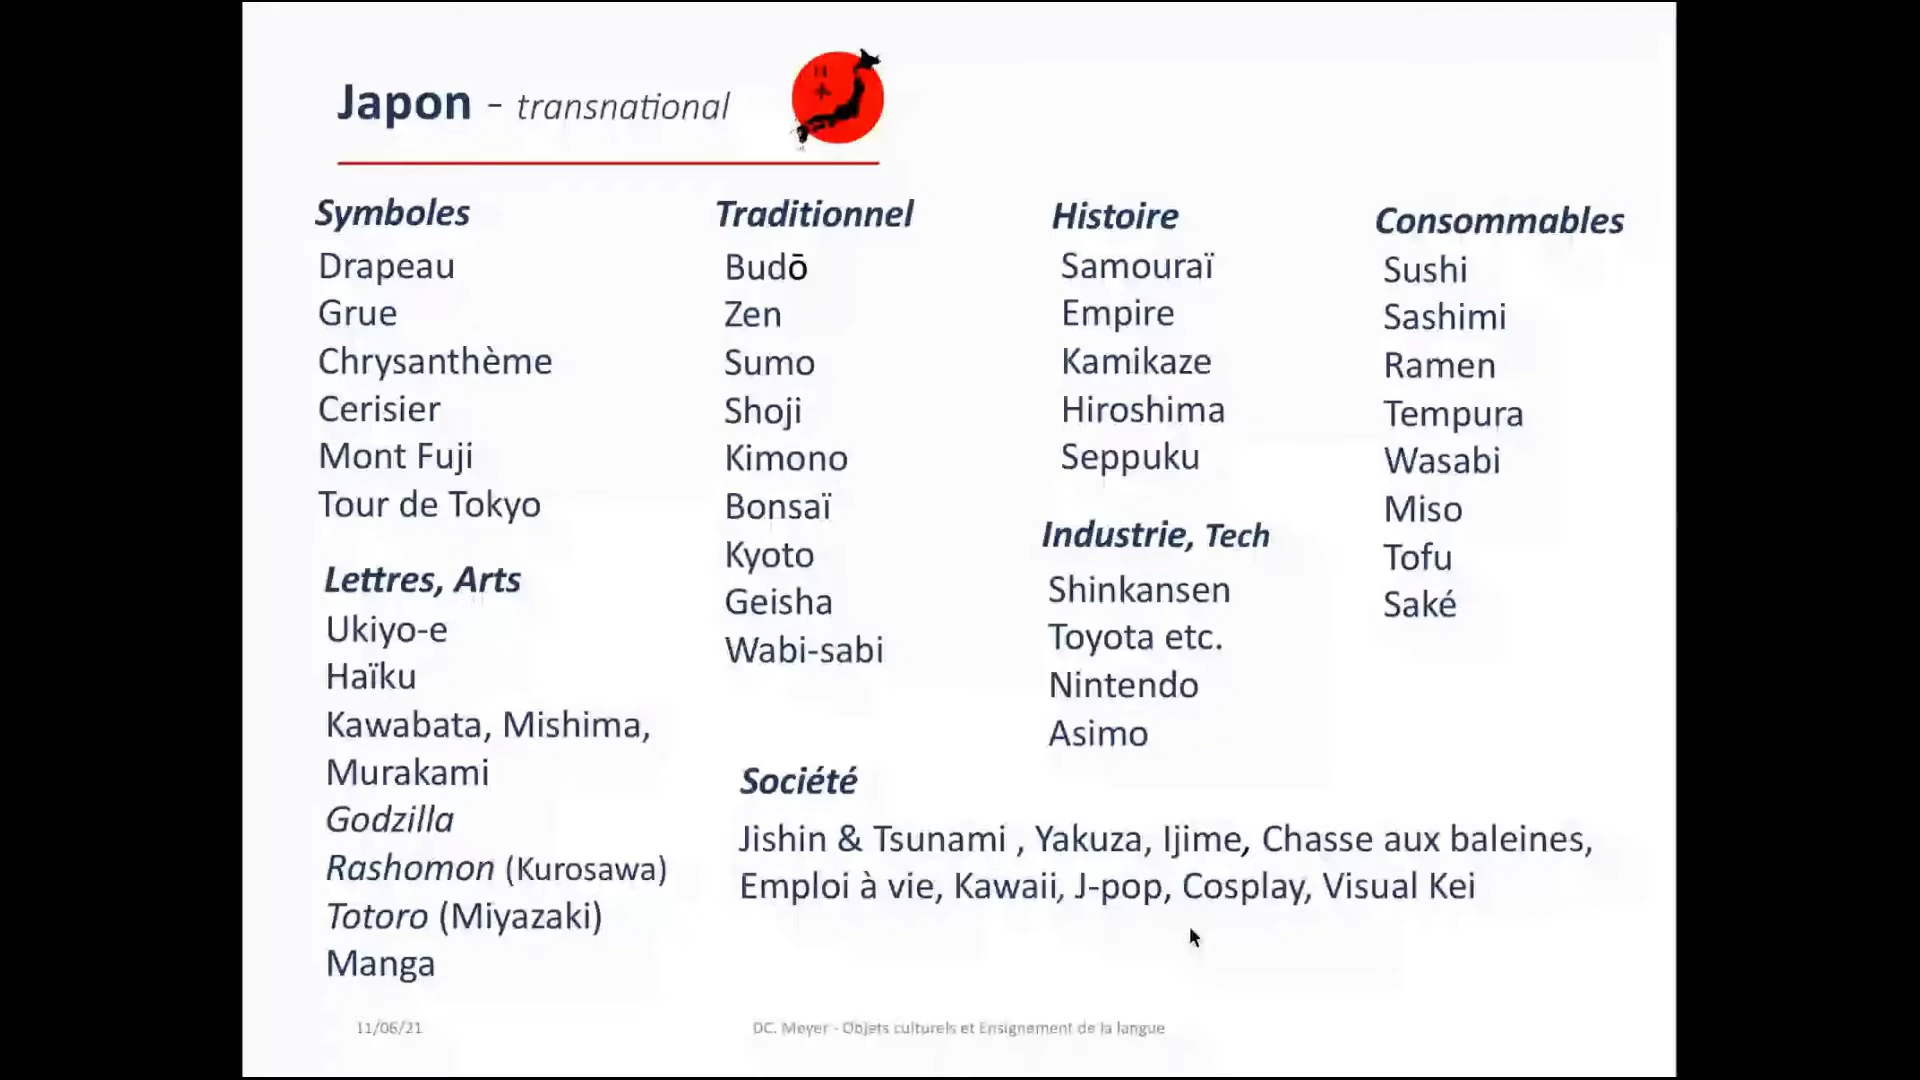 Japon - transnational
Symboles
Drapeau
Grue
Chrysanthème
Cerisier
Mont Fuji
Tour de Tokyo
Lettres, Arts
Ukiyo-e
Haïku
Kawabata, Mishima,
Murakami
Godzilla
Rashomon (Kurosawa)
Totoro (Miyazaki)
Manga
Traditionnel
Budō
Zen
Sumo
Shoji
Kimono
Bonsaï
Kyoto
Geisha
Wabi-sabi
Histoire
Samouraï
Empire
Kamikaze
Hiroshima
Seppuku
Industrie, Tech
Shinkansen
Toyota etc.
Nintendo
Asimo
Consommables
Sushi
Sashimi
Ramen
Tempura
Wasabi
Miso
Tofu
Saké
Société
Jishin & Tsunami , Yakuza, Ijime, Chasse aux baleines,
Emploi à vie, Kawaii, J-pop, Cosplay, Visual Kei
11/06/21
DC. Meyer - Objets culturels et Ensignement de la langue